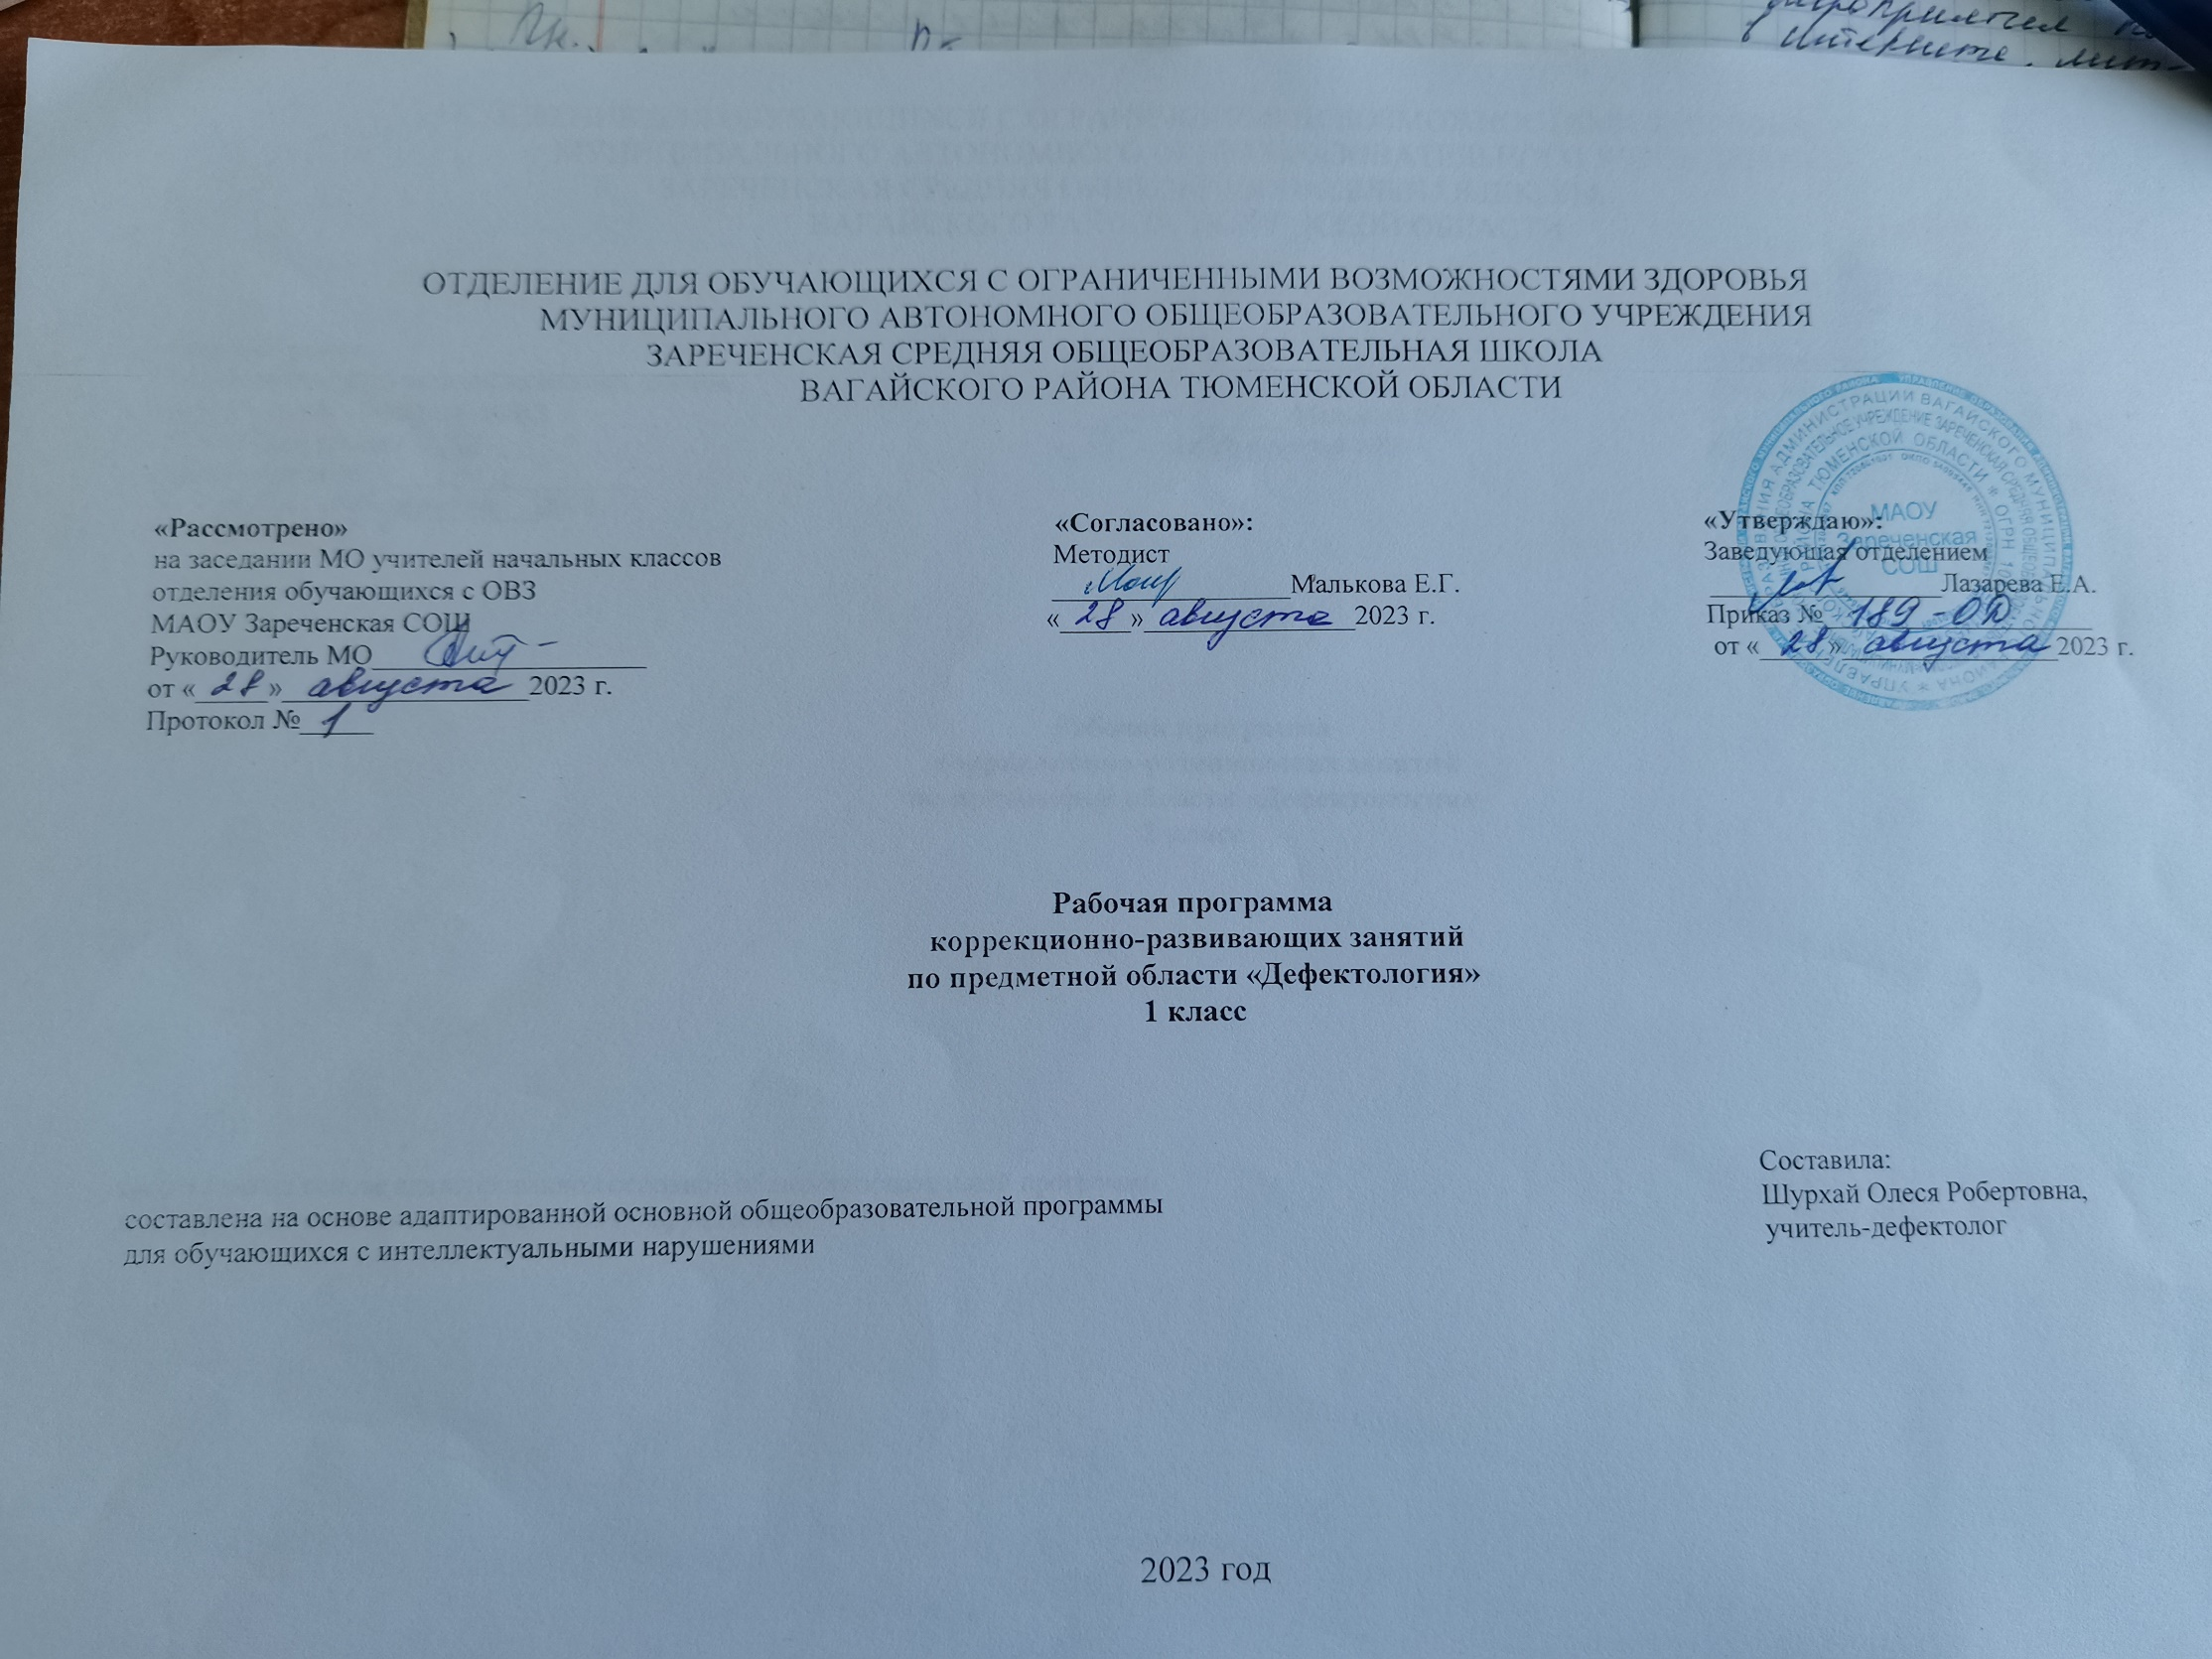 Пн.
Интернете.
ОТДЕЛЕНИЕ ДЛЯ ОБУЧАЮЩИХСЯ С ОГРАНИЧЕННЫМИ ВОЗМОЖНОСТЯМИ ЗДОРОВЬЯ
МУНИЦИПАЛЬНОГО АВТОНОМНОГО ОБЩЕОБРАЗОВАТЕЛЬНОГО УЧРЕЖДЕНИЯ
ЗАРЕЧЕНСКАЯ СРЕДНЯЯ ОБЩЕОБРАЗОВАТЕЛЬНАЯ ШКОЛА
ВАГАЙСКОГО РАЙОНА ТЮМЕНСКОЙ ОБЛАСТИ
«Рассмотрено»
на заседании МО учителей начальных классов
отделения обучающихся с ОВЗ
МАОУ Зареченская СОШ
Руководитель МО
от «28» августа 2023 г.
Протокол № 1
«Согласовано»:
Методист
Малькова Е.Г.
«28» августа 2023 г.
«Утверждаю»:
Заведующая отделением
Лазарева Е.А.
Приказ № 189-ОД
от «28» августа 2023 г.
МАОУ
Зареченская
СОШ
Рабочая программа
коррекционно-развивающих занятий
по предметной области «Дефектология»
1 класс
составлена на основе адаптированной основной общеобразовательной программы
для обучающихся с интеллектуальными нарушениями
Составила:
Шурхай Олеся Робертовна,
учитель-дефектолог
2023 год